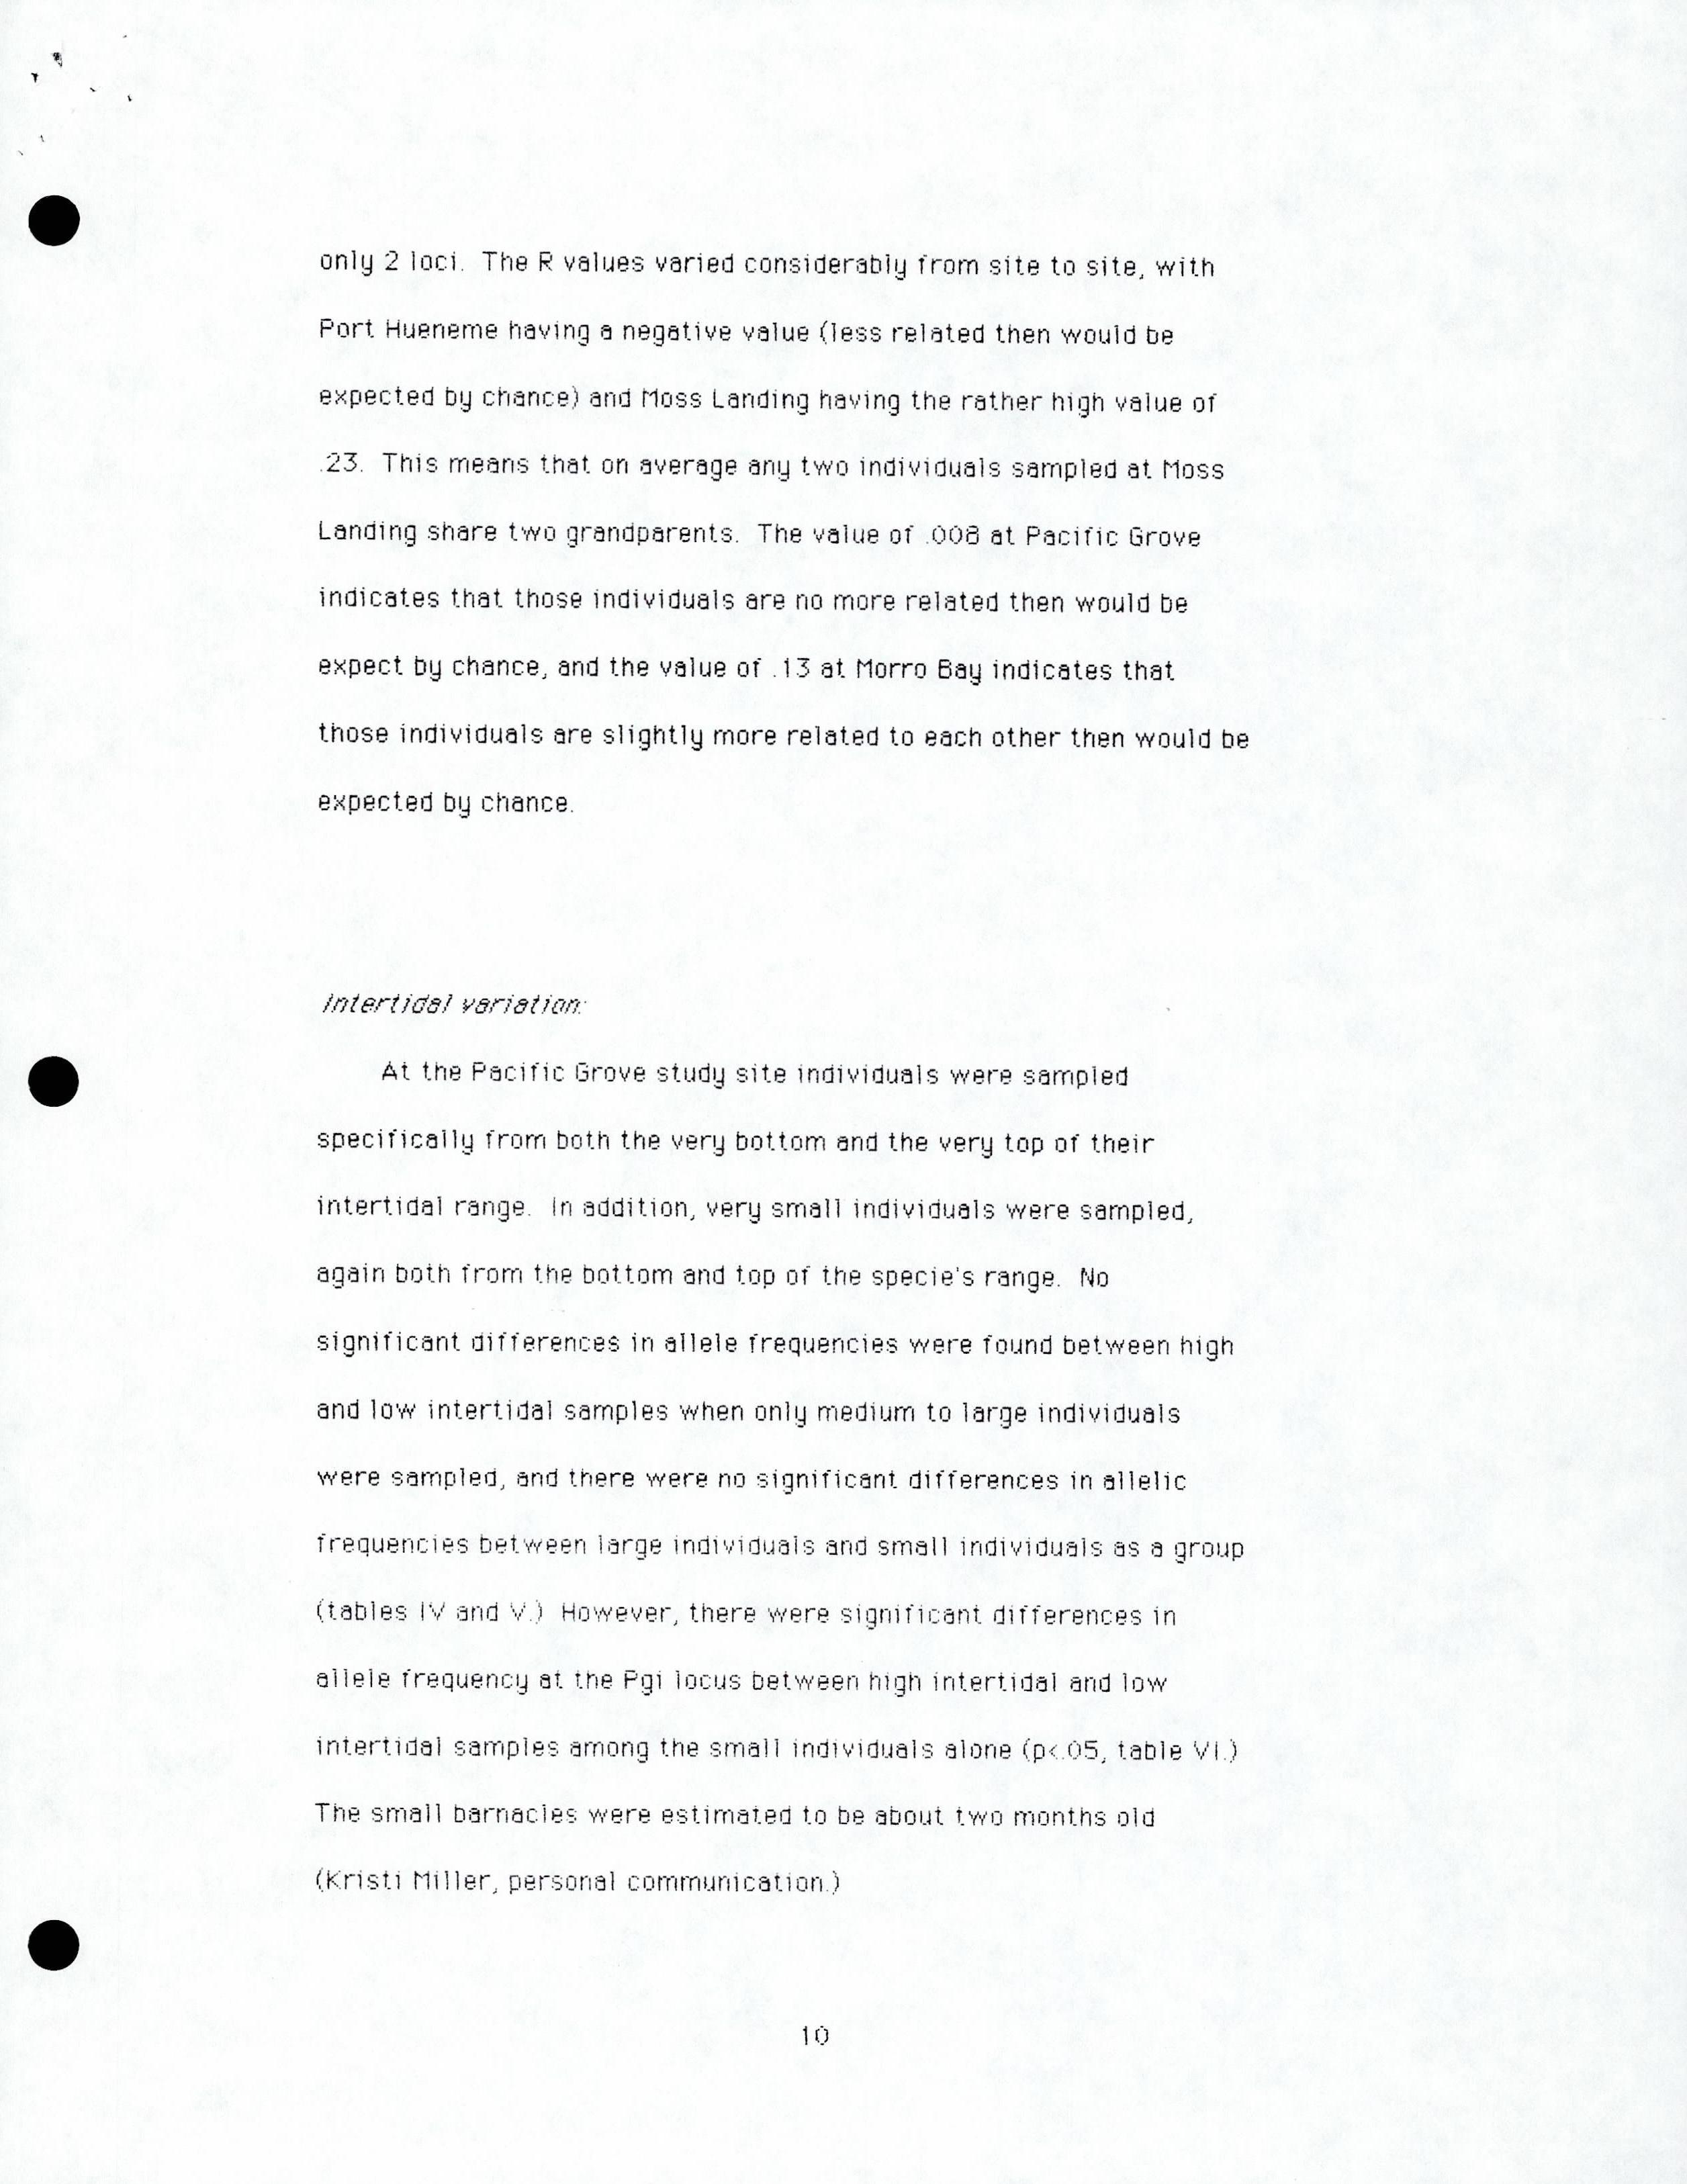 only 2 loci. The R values varied considerably from site to site, with
Port Hueneme having a negative value (less related then would be
expected by chance) and Moss Landing having the rather high value of
.23. This means that on average any two individuals sampled at Moss
Landing share two grandparents. The value of .008 at Pacific Grove
indicates that those individuals are no more related then would be
expect by chance, and the value of .13 at Morro Bay indicates that
those individuals are slightly more related to each other then would be
expected by chance.
Intertidal variation:
At the Pacific Grove study site individuals were sampled
specifically from both the very bottom and the very top of their
intertidal range. In addition, very small individuals were sampled,
again both from the bottom and top of the specie's range. No
significant differences in allele frequencies were found between high
and low intertidal samples when only medium to large individuals
were sampled, and there were no significant differences in allelic
frequencies between large individuals and small individuals as a group
(tables IV and V.) However, there were significant differences in
allele frequency at the Pgi locus between high intertidal and low
intertidal samples among the small individuals alone (p<.05, table VI.)
The small barnacles were estimated to be about two months old
(Kristi Miller, personal communication.)
10